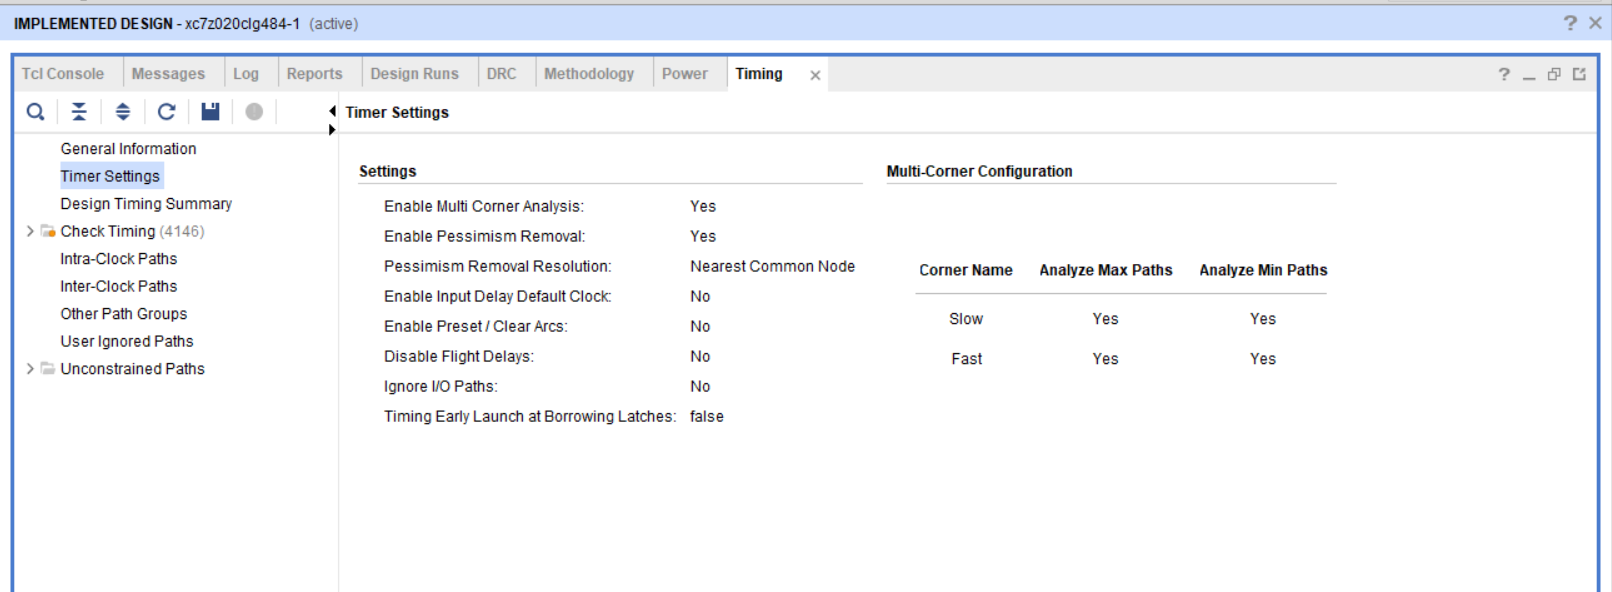 IMPLEMENTED DESIGN - xc7z020clg484-1 (active)
Tcl Console Messages Log Reports Design Runs DRC Methodology Power Timing
Timer Settings
General Information
Timer Settings
Design Timing Summary
Check Timing (4146)
Intra-Clock Paths
Inter-Clock Paths
Other Path Groups
User Ignored Paths
Unconstrained Paths
Settings
Enable Multi Corner Analysis: Yes
Enable Pessimism Removal: Yes
Pessimism Removal Resolution: Nearest Common Node
Enable Input Delay Default Clock: No
Enable Preset / Clear Arcs: No
Disable Flight Delays: No
Ignore I/O Paths: No
Timing Early Launch at Borrowing Latches: false
Multi-Corner Configuration
Corner Name Analyze Max Paths Analyze Min Paths
Slow Yes Yes
Fast Yes Yes